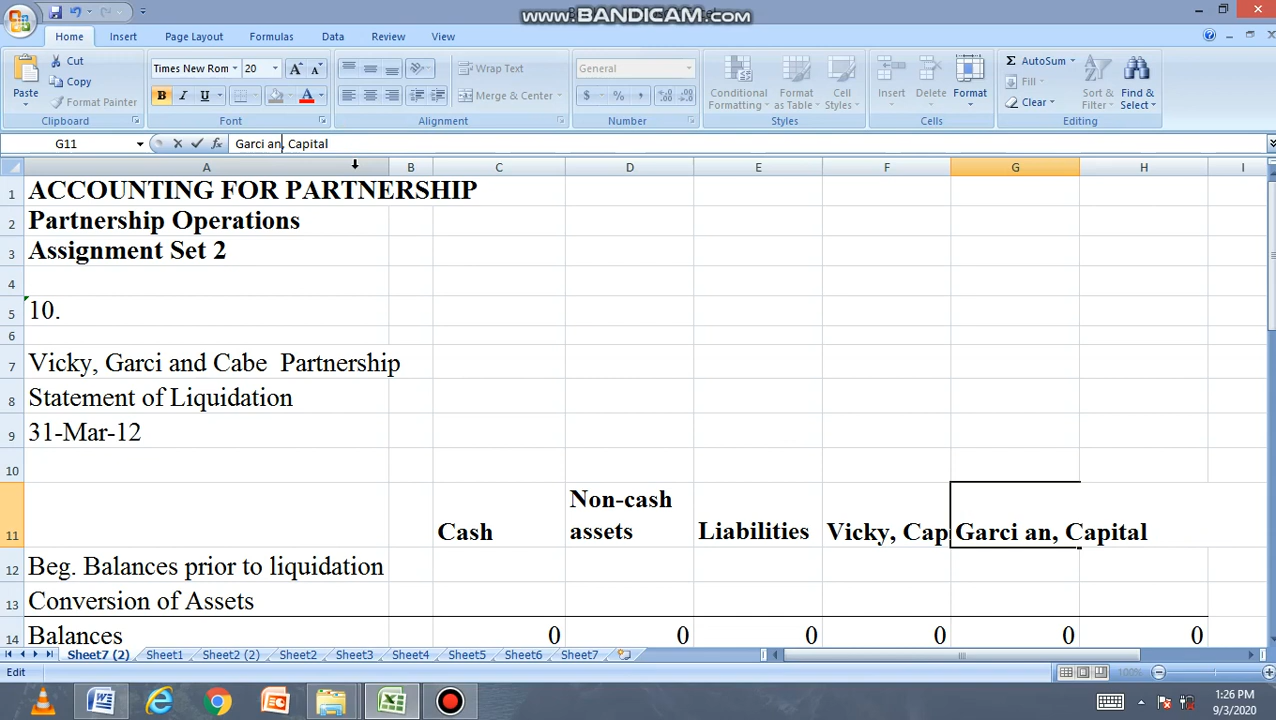 www.BANDICAM.com
Home Insert Page Layout Formulas Data Review View
Paste
Cut
Copy
Format Painter
Clipboard
Times New Rom 20
B I U
Font
Wrap Text
Merge & Center
Alignment
General
$ % ,
Number
Conditional Formatting
Format as Table
Cell Styles
Styles
Insert Delete Format
Cells
AutoSum
Fill
Clear
Sort & Filter
Find & Select
Editing
G11 fx Garci an, Capital
A B C D E F G H I
1 ACCOUNTING FOR PARTNERSHIP
2 Partnership Operations
3 Assignment Set 2
4
5 10.
6
7 Vicky, Garci and Cabe Partnership
8 Statement of Liquidation
9 31-Mar-12
10
11 Cash Non-cash assets Liabilities Vicky, Cap Garci an, Capital
12 Beg. Balances prior to liquidation
13 Conversion of Assets
14 Balances 0 0 0 0 0 0
Sheet7 (2) Sheet1 Sheet2 (2) Sheet2 Sheet3 Sheet4 Sheet5 Sheet6 Sheet7
Edit 100%
1:26 PM
9/3/2020